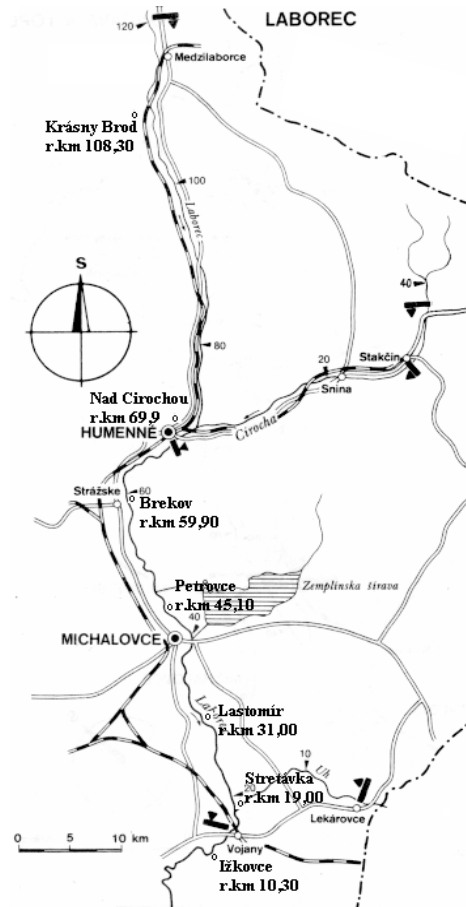 LABOREC
120
Medzilaborce
Krásny Brod
r.km 108,30
100
Laborec
40
S
80
Stakčín
20
Snina
Nad Cirochou
r.km 69,9
HUMENNÉ
Cirocha
Strážske
60
Brekov
r.km 59,90
Zemplínska šírava
Petrovce
r.km 45,10
40
MICHALOVCE
Laborec
Lastomír
r.km 31,00
10
Uh
Stretávka
20
r.km 19,00
Lekárovce
0 5 10 km
Vojany
Ižkovce
r.km 10,30